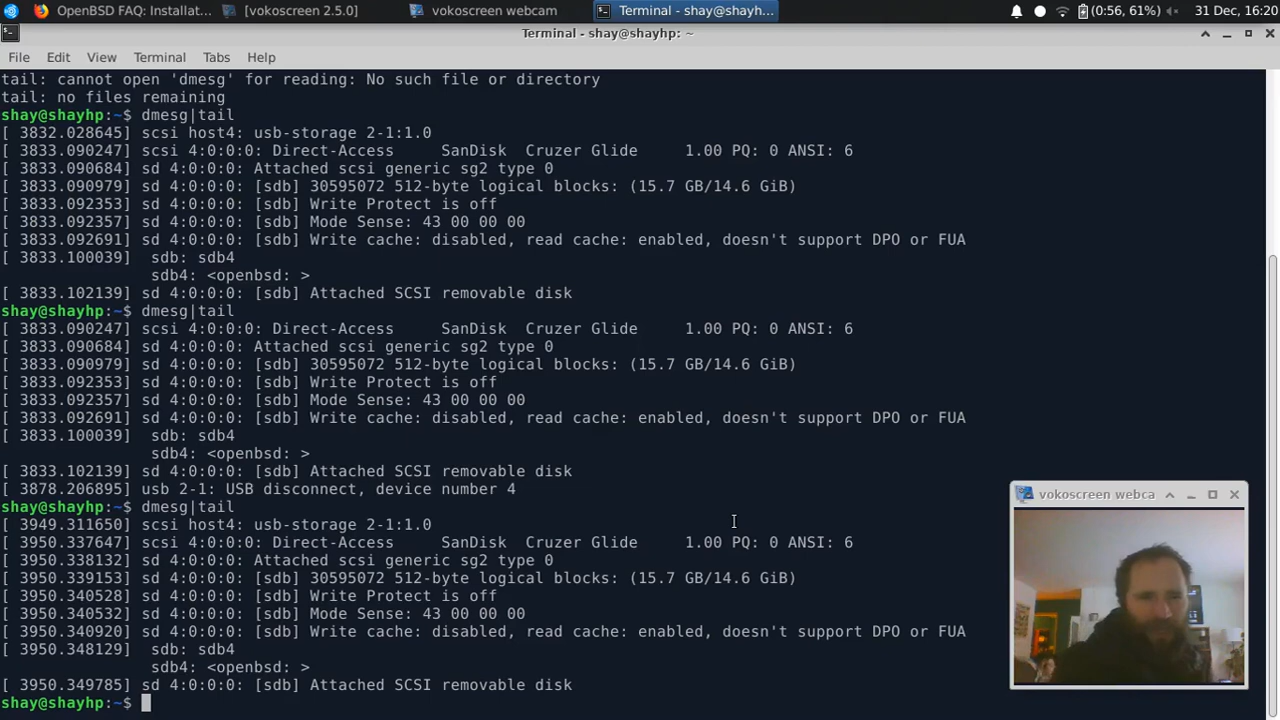 OpenBSD FAQ: Installat...
[vokoscreen 2.5.0]
vokoscreen webcam
Terminal - shay@shayh...
(0:56, 61%)
31 Dec, 16:20
Terminal - shay@shayhp: ~
File Edit View Terminal Tabs Help
tail: cannot open 'dmesg' for reading: No such file or directory
tail: no files remaining
shay@shayhp:~$ dmesg|tail
[ 3832.028645] scsi host4: usb-storage 2-1:1.0
[ 3833.090247] scsi 4:0:0:0: Direct-Access     SanDisk  Cruzer Glide     1.00 PQ: 0 ANSI: 6
[ 3833.090684] sd 4:0:0:0: Attached scsi generic sg2 type 0
[ 3833.090979] sd 4:0:0:0: [sdb] 30595072 512-byte logical blocks: (15.7 GB/14.6 GiB)
[ 3833.092353] sd 4:0:0:0: [sdb] Write Protect is off
[ 3833.092357] sd 4:0:0:0: [sdb] Mode Sense: 43 00 00 00
[ 3833.092691] sd 4:0:0:0: [sdb] Write cache: disabled, read cache: enabled, doesn't support DPO or FUA
[ 3833.100039]  sdb: sdb4
sdb4: <openbsd: >
[ 3833.102139] sd 4:0:0:0: [sdb] Attached SCSI removable disk
shay@shayhp:~$ dmesg|tail
[ 3833.090247] scsi 4:0:0:0: Direct-Access     SanDisk  Cruzer Glide     1.00 PQ: 0 ANSI: 6
[ 3833.090684] sd 4:0:0:0: Attached scsi generic sg2 type 0
[ 3833.090979] sd 4:0:0:0: [sdb] 30595072 512-byte logical blocks: (15.7 GB/14.6 GiB)
[ 3833.092353] sd 4:0:0:0: [sdb] Write Protect is off
[ 3833.092357] sd 4:0:0:0: [sdb] Mode Sense: 43 00 00 00
[ 3833.092691] sd 4:0:0:0: [sdb] Write cache: disabled, read cache: enabled, doesn't support DPO or FUA
[ 3833.100039]  sdb: sdb4
sdb4: <openbsd: >
[ 3833.102139] sd 4:0:0:0: [sdb] Attached SCSI removable disk
[ 3878.206895] usb 2-1: USB disconnect, device number 4
shay@shayhp:~$ dmesg|tail
[ 3949.311650] scsi host4: usb-storage 2-1:1.0
[ 3950.337647] scsi 4:0:0:0: Direct-Access     SanDisk  Cruzer Glide     1.00 PQ: 0 ANSI: 6
[ 3950.338132] sd 4:0:0:0: Attached scsi generic sg2 type 0
[ 3950.339153] sd 4:0:0:0: [sdb] 30595072 512-byte logical blocks: (15.7 GB/14.6 GiB)
[ 3950.340528] sd 4:0:0:0: [sdb] Write Protect is off
[ 3950.340532] sd 4:0:0:0: [sdb] Mode Sense: 43 00 00 00
[ 3950.340920] sd 4:0:0:0: [sdb] Write cache: disabled, read cache: enabled, doesn't support DPO or FUA
[ 3950.348129]  sdb: sdb4
sdb4: <openbsd: >
[ 3950.349785] sd 4:0:0:0: [sdb] Attached SCSI removable disk
shay@shayhp:~$
vokoscreen webca